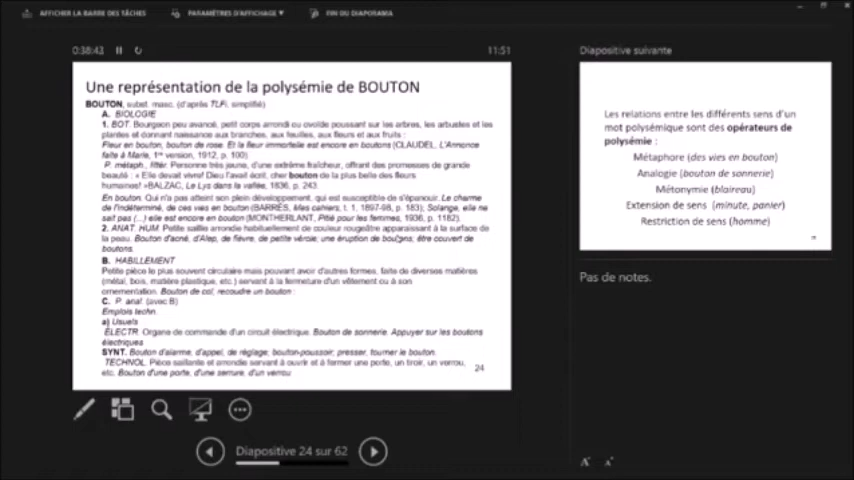 AFFICHER LA BARRE DES TÂCHES PARAMÈTRES D'AFFICHAGE ▼ FIN DU DIAPORAMA
0:38:43 11:51
Une représentation de la polysémie de BOUTON
BOUTON, subst. masc. (d'après TLFi, simplifié)
A. BIOLOGIE
1. BOT. Bourgeon peu avancé, petit corps arrondi ou ovoïde poussant sur les arbres, les arbustes et les
plantes et donnant naissance aux branches, aux feuilles, aux fleurs et aux fruits :
Fleur en bouton, bouton de rose. Et la fleur immortelle est encore en boutons (CLAUDEL, L'Annonce
faite à Marie, 1re version, 1912, p. 100)
P. métaph., littér. Personne très jeune, d'une extrême fraîcheur, offrant des promesses de grande
beauté : « Elle devait vivre! Dieu l'avait écrit, cher bouton de la plus belle des fleurs
humaines! »BALZAC, Le Lys dans la vallée, 1836, p. 243.
En bouton. Qui n'a pas atteint son plein développement, qui est susceptible de s'épanouir. Le charme
de l'indéterminé, de ces vies en bouton (BARRÈS, Mes cahiers, t. 1, 1897-98, p. 183); Solange, elle ne
sait pas (...) elle est encore en bouton (MONTHERLANT, Pitié pour les femmes, 1936, p. 1182).
2. ANAT. HUM. Petite saillie arrondie habituellement de couleur rougeâtre apparaissant à la surface de
la peau. Bouton d'acné, d'Alep, de fièvre, de petite vérole; une éruption de boutons; être couvert de
boutons.
B. HABILLEMENT
Petite pièce le plus souvent circulaire mais pouvant avoir d'autres formes, faite de diverses matières
(métal, bois, matière plastique, etc.) servant à la fermeture d'un vêtement ou à son
ornementation. Bouton de col, recoudre un bouton :
C. P. anal. (avec B)
Emplois techn.
a) Usuels
ÉLECTR. Organe de commande d'un circuit électrique. Bouton de sonnerie. Appuyer sur les boutons
électriques
SYNT. Bouton d'alarme, d'appel, de réglage; bouton-poussoir; presser, tourner le bouton.
TECHNOL. Pièce saillante et arrondie servant à ouvrir et à fermer une porte, un tiroir, un verrou,
etc. Bouton d'une porte, d'une serrure, d'un verrou
24
Diapositive 24 sur 62
Diapositive suivante
Les relations entre les différents sens d'un
mot polysémique sont des opérateurs de
polysémie :
Métaphore (des vies en bouton)
Analogie (bouton de sonnerie)
Métonymie (blaireau)
Extension de sens (minute, panier)
Restriction de sens (homme)
Pas de notes.
A A